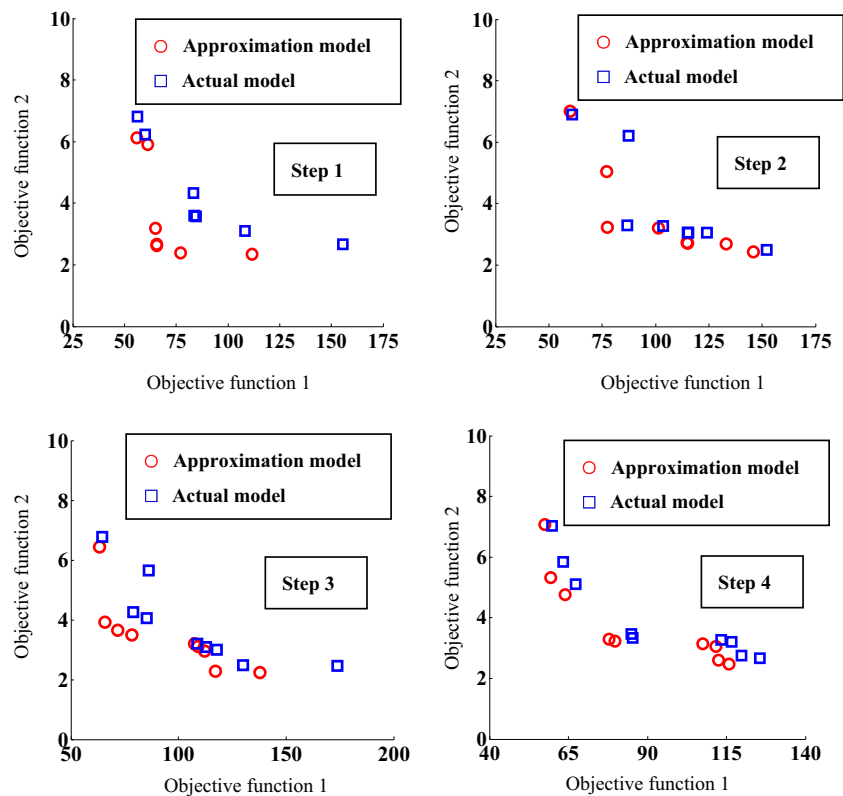 10
Approximation model
Actual model
8
6
4
2
0
Step 1
25 50 75 100 125 150 175
Objective function 1
Objective function 2
10
Approximation model
Actual model
8
6
4
2
0
Step 2
25 50 75 100 125 150 175
Objective function 1
Objective function 2
10
Approximation model
Actual model
8
6
4
2
0
Step 3
50 100 150 200
Objective function 1
Objective function 2
10
Approximation model
Actual model
8
6
4
2
0
Step 4
40 65 90 115 140
Objective function 1
Objective function 2